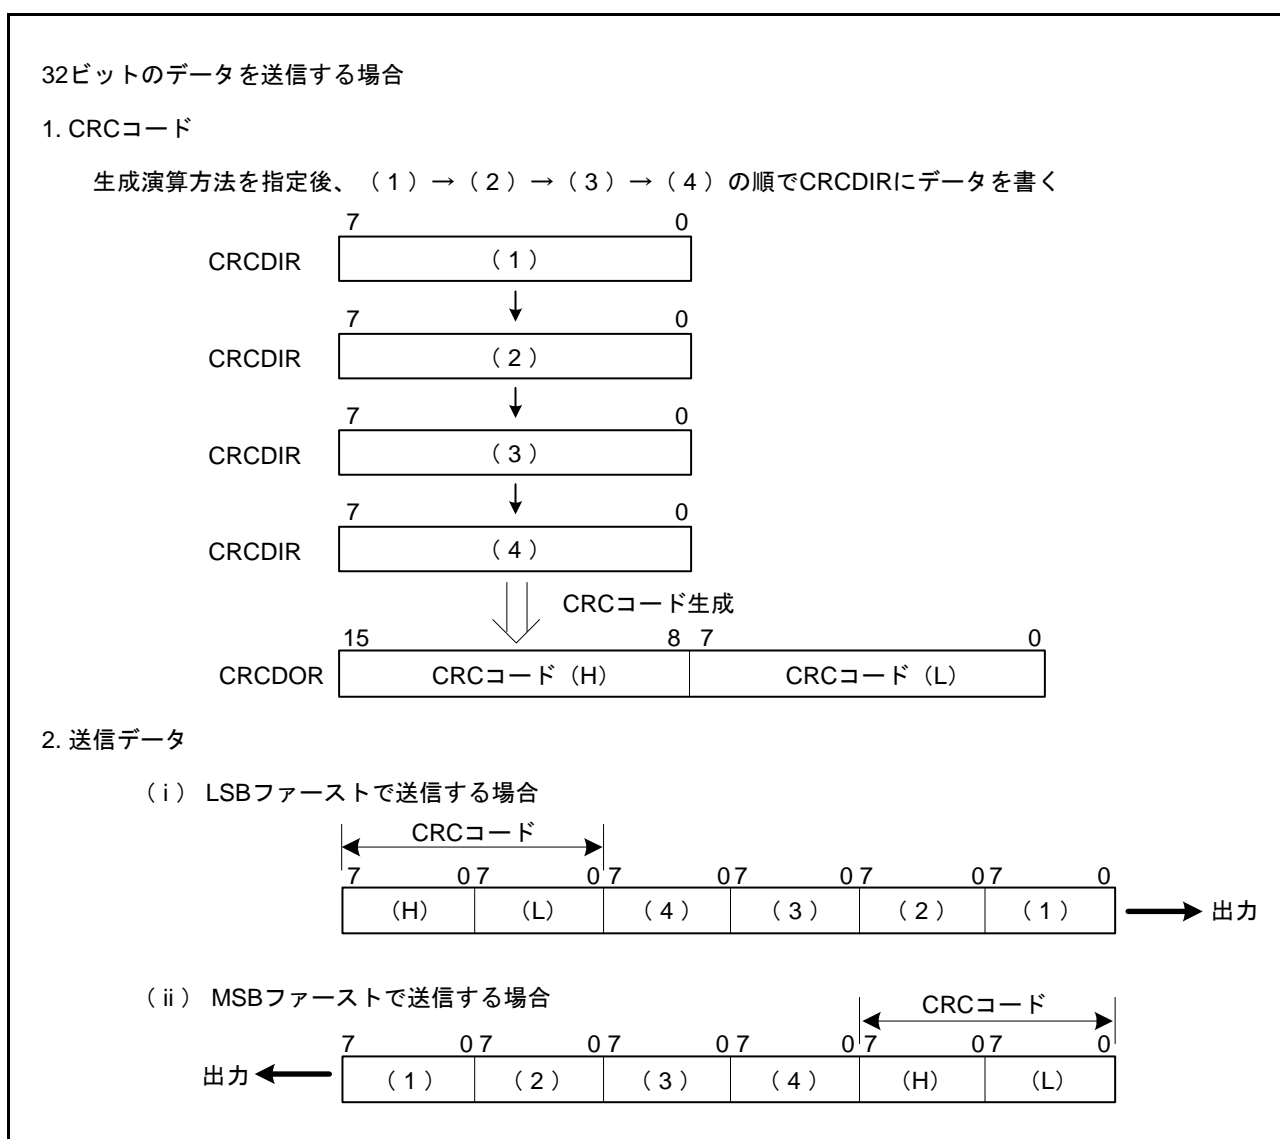 32ビットのデータを送信する場合
1. CRCコード
生成演算方法を指定後、（1）→（2）→（3）→（4）の順でCRCDIRにデータを書く
7 0
CRCDIR （1）
7 0
CRCDIR （2）
7 0
CRCDIR （3）
7 0
CRCDIR （4）
CRCコード生成
15 8 7 0
CRCDOR CRCコード（H） CRCコード（L）
2. 送信データ
（i） LSBファーストで送信する場合
CRCコード
7 0 7 0 7 0 7 0 7 0 7 0
（H） （L） （4） （3） （2） （1） 出力
（ii） MSBファーストで送信する場合
CRCコード
7 0 7 0 7 0 7 0 7 0 7 0
出力 （1） （2） （3） （4） （H） （L）